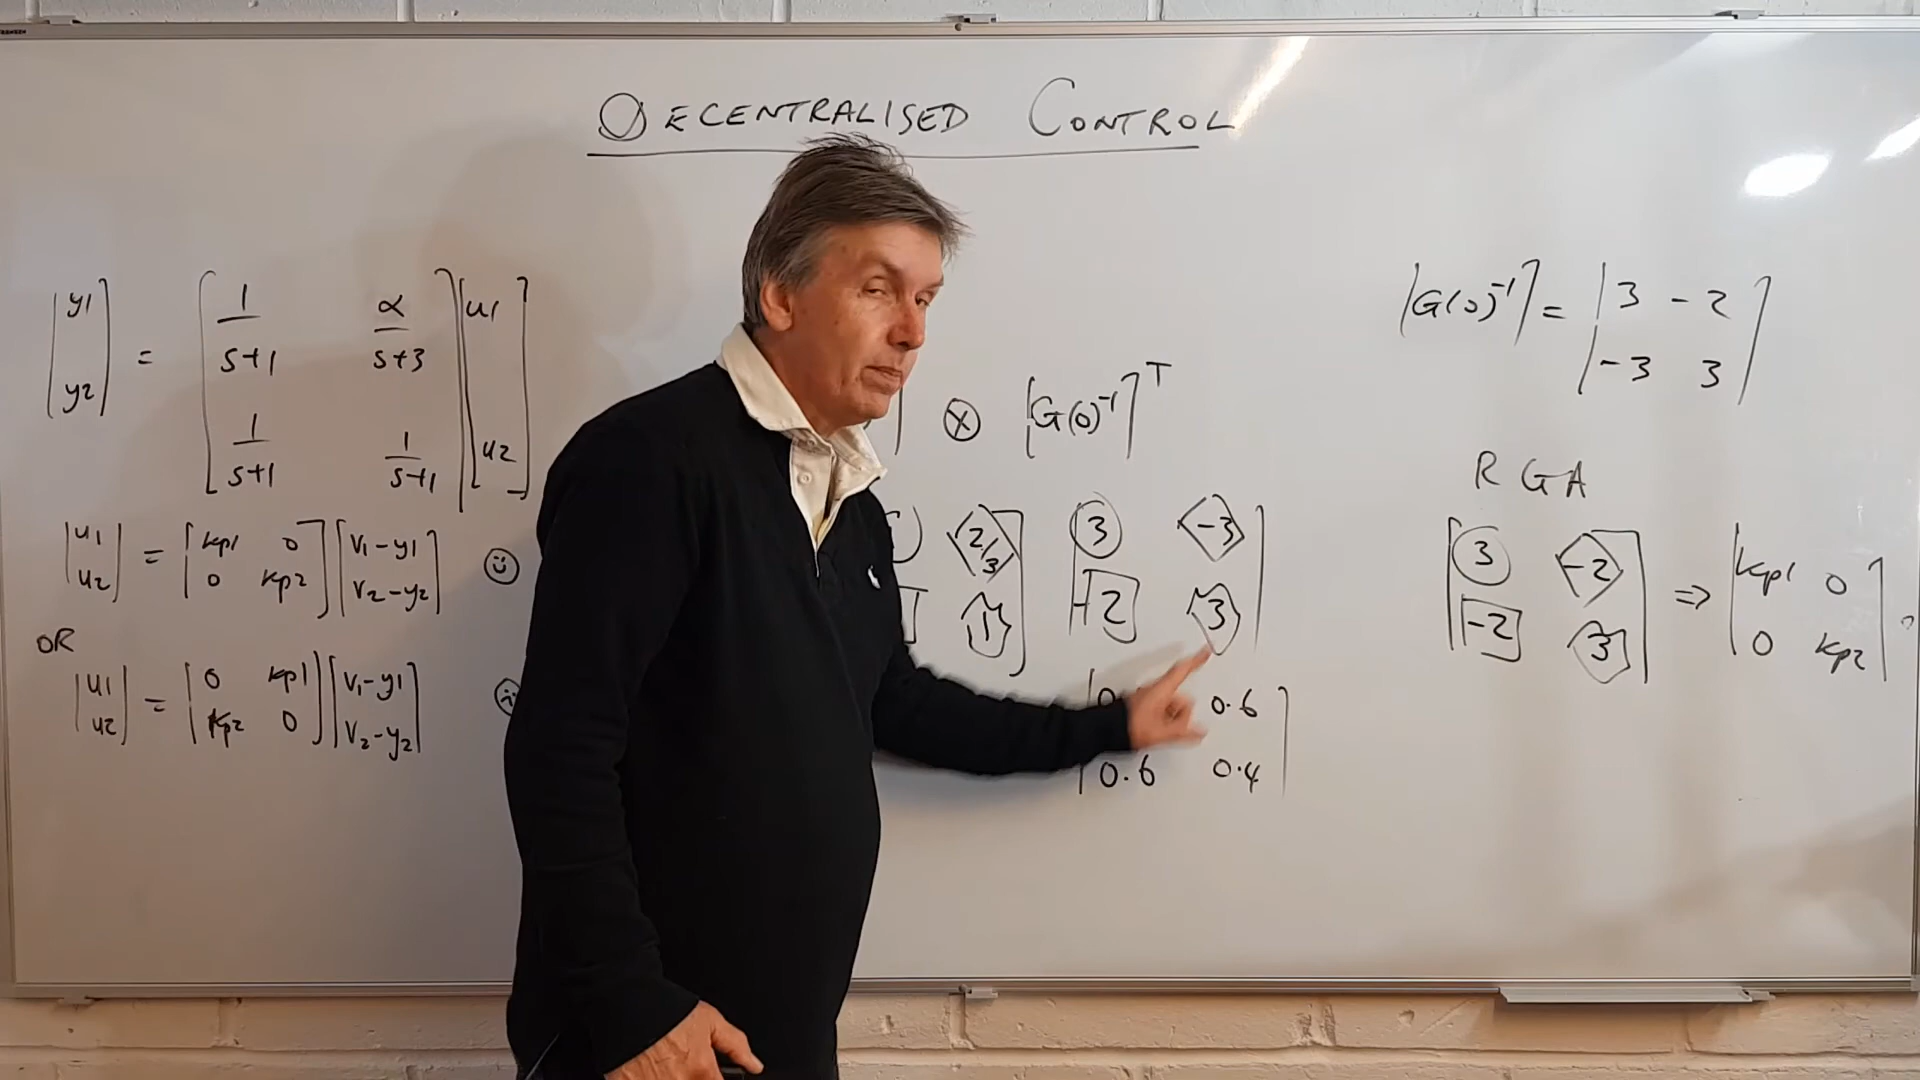 DECENTRALISED CONTROL
[y1 y2] = [1/(s+1) α/(s+3) 1/(s+1) 1/(s+1)] [u1 u2]
[u1 u2] = [kp1 0 0 kp2] [v1-y1 v2-y2]
OR
[u1 u2] = [0 kp1 kp2 0] [v1-y1 v2-y2]
⊗ [G(0)^-1]^T
2/3
1
3 -3
-2 3
0.6
0.6 0.4
[G(0)^-1] = [3 -2
-3 3]
RGA
[3 -2 -2 3] ⇒ [kp1 0 0 kp2]